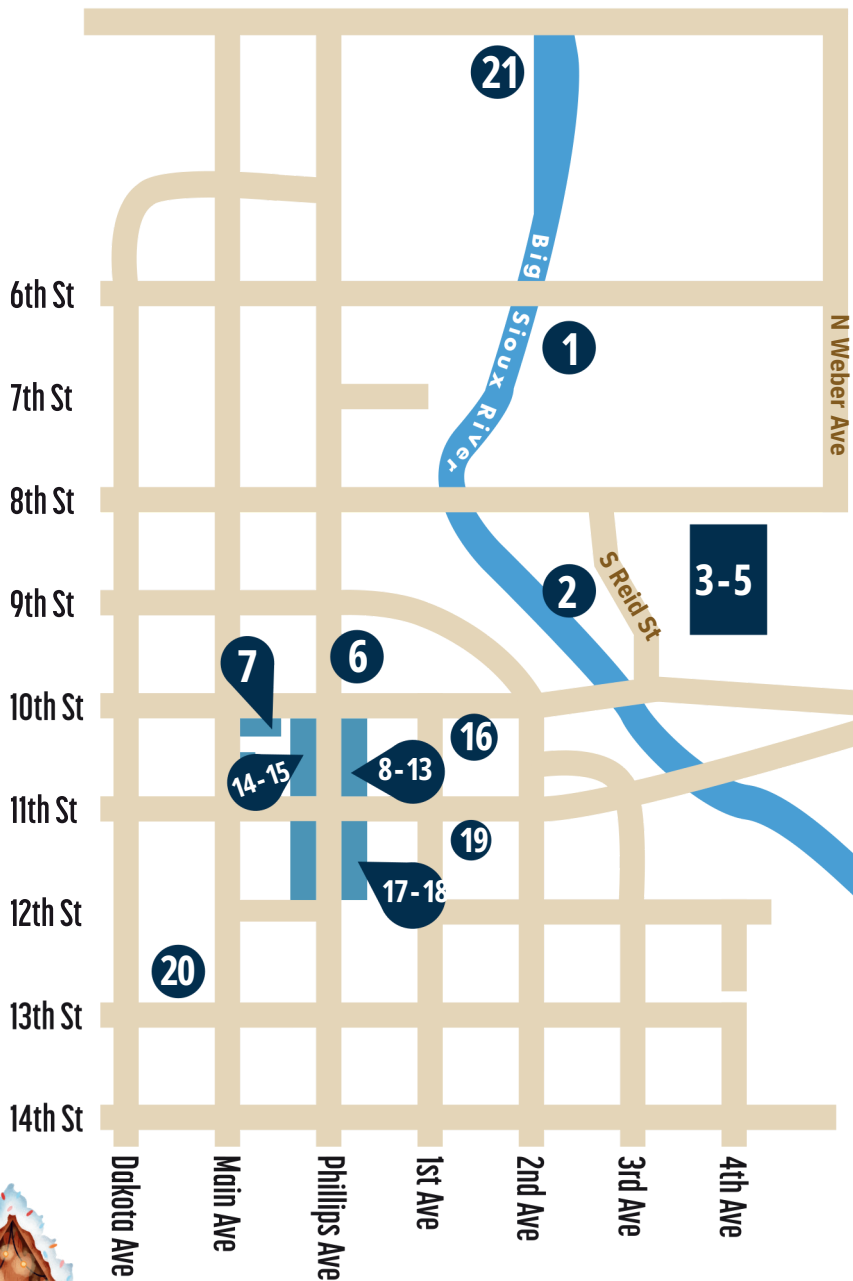 21
Big Sioux River
6th St
1
N Weber Ave
7th St
8th St
3-5
S Reid St
2
9th St
6
7
10th St
16
8-13
14-15
11th St
19
17-18
12th St
20
13th St
14th St
Dakota Ave
Main Ave
Phillips Ave
1st Ave
2nd Ave
3rd Ave
4th Ave